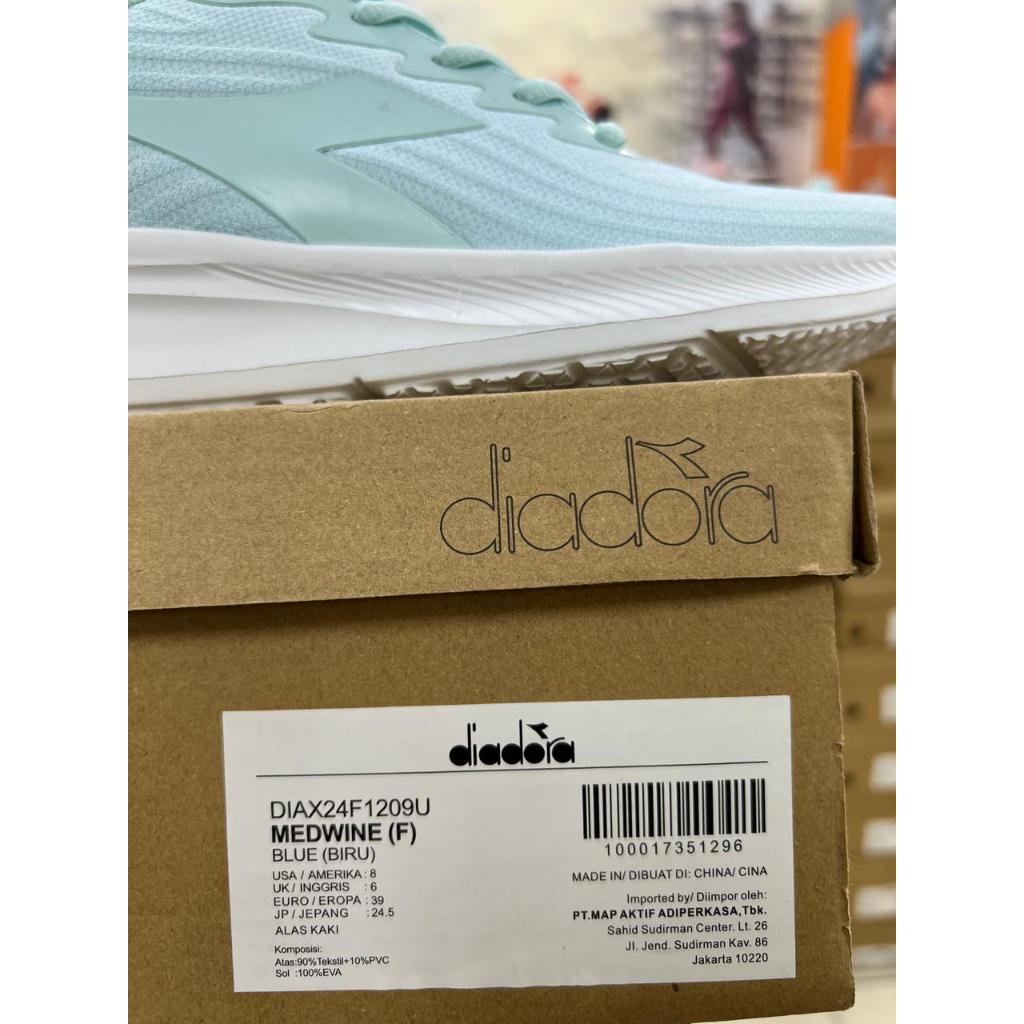 diadora
diadora
DIAX24F1209U
MEDWINE (F)
BLUE (BIRU)
USA / AMERIKA : 8
UK / INGGRIS : 6
EURO / EROPA : 39
JP / JEPANG : 24.5
ALAS KAKI
Komposisi:
Atas:90%Tekstil+10%PVC
Sol :100%EVA
100017351296
MADE IN/ DIBUAT DI: CHINA/ CINA
Imported by/ Diimpor oleh:
PT.MAP AKTIF ADIPERKASA,Tbk.
Sahid Sudirman Center. Lt. 26
Jl. Jend. Sudirman Kav. 86
Jakarta 10220